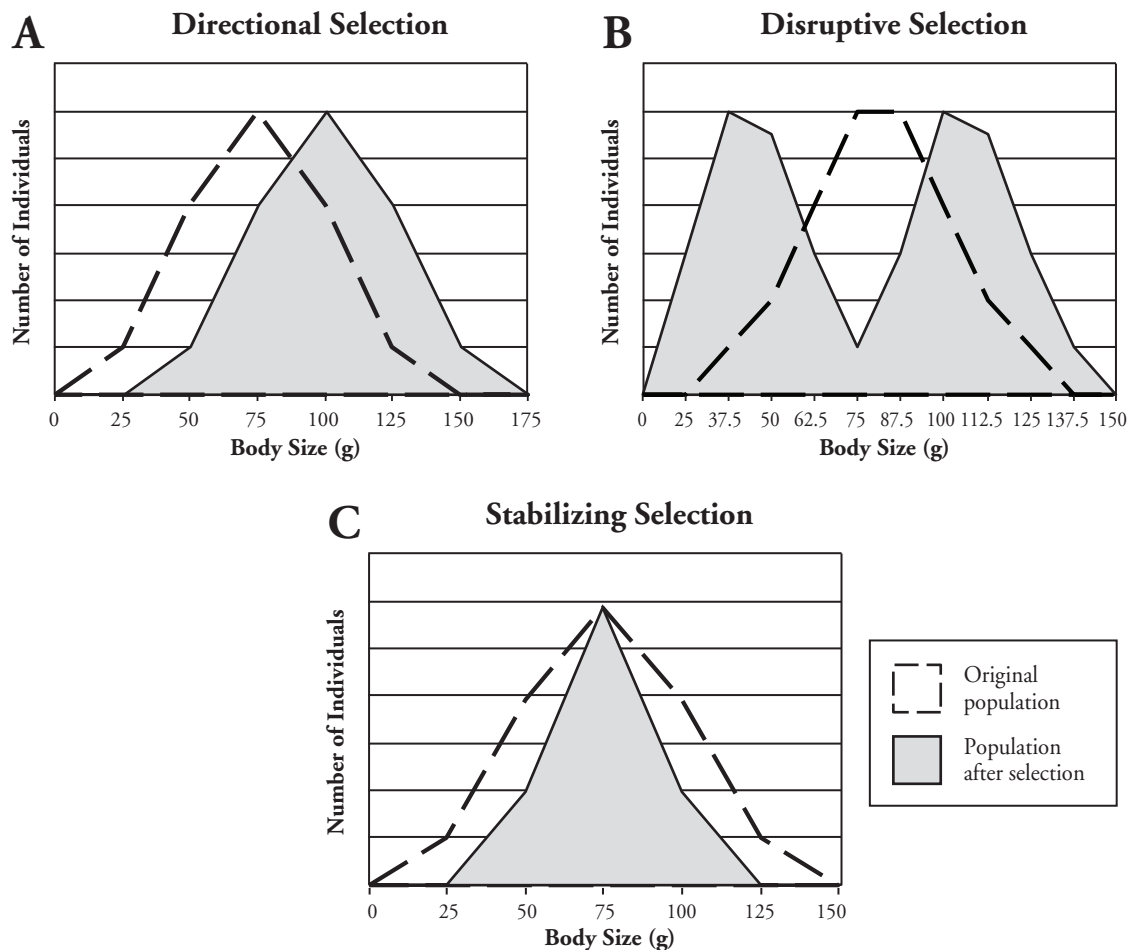 A
Directional Selection
Number of Individuals
0 25 50 75 100 125 150 175
Body Size (g)
B
Disruptive Selection
Number of Individuals
0 25 37.5 50 62.5 75 87.5 100 112.5 125 137.5 150
Body Size (g)
C
Stabilizing Selection
Number of Individuals
0 25 50 75 100 125 150
Body Size (g)
Original
population
Population
after selection